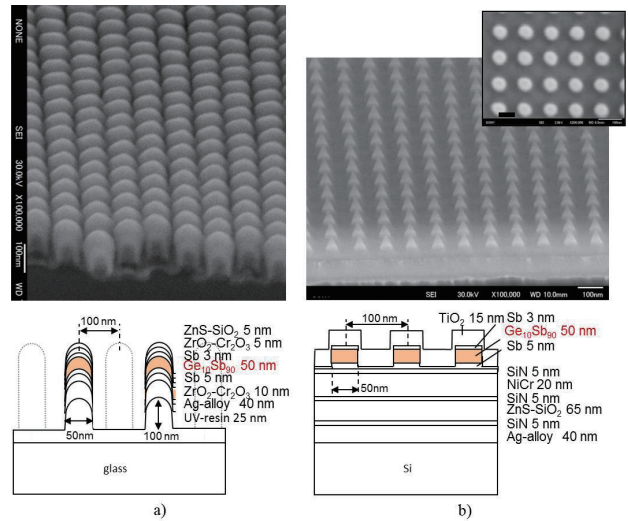 NONE
SEI
30.0kV
X100,000
100nm
WD
SEI 30.0kV X100,000 WD 10.0mm 100nm
100 nm
ZnS-SiO₂ 5 nm
ZrO₂-Cr₂O₃ 5 nm
Sb 3 nm
Ge₁₀Sb₉₀ 50 nm
Sb 5 nm
ZrO₂-Cr₂O₃ 10 nm
Ag-alloy 40 nm
UV-resin 25 nm
50nm
100 nm
glass
a)
100 nm
TiO₂ 15 nm
Sb 3 nm
Ge₁₀Sb₉₀ 50 nm
Sb 5 nm
50nm
SiN 5 nm
NiCr 20 nm
SiN 5 nm
ZnS-SiO₂ 65 nm
SiN 5 nm
Ag-alloy 40 nm
Si
b)